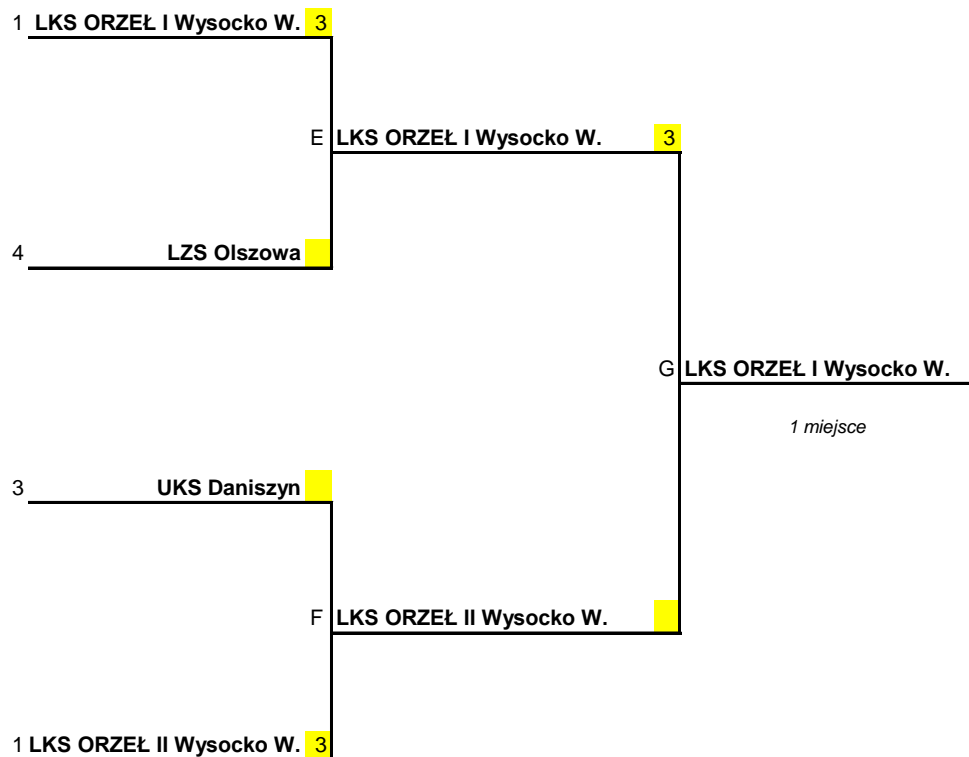 1 LKS ORZEŁ I Wysocko W. 3
E LKS ORZEŁ I Wysocko W. 3
4 LZS Olszowa
G LKS ORZEŁ I Wysocko W.
1 miejsce
3 UKS Daniszyn
F LKS ORZEŁ II Wysocko W.
1 LKS ORZEŁ II Wysocko W. 3